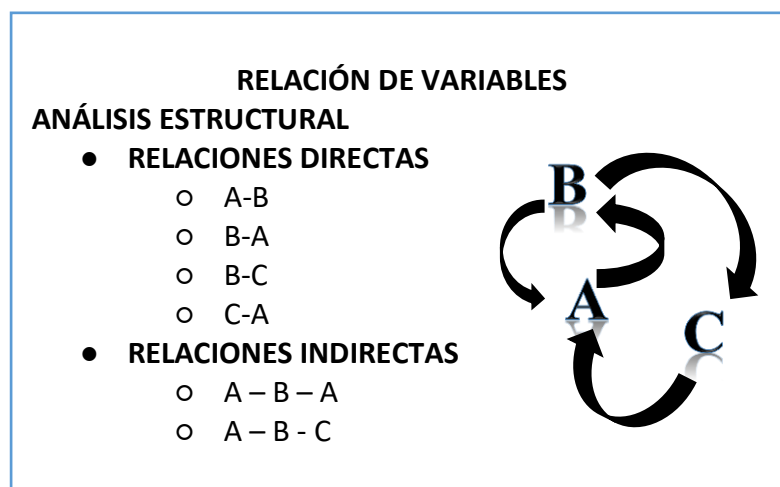 RELACIÓN DE VARIABLES
ANÁLISIS ESTRUCTURAL
● RELACIONES DIRECTAS
○ A-B
○ B-A
○ B-C
○ C-A
● RELACIONES INDIRECTAS
○ A – B – A
○ A – B - C
B
A
C